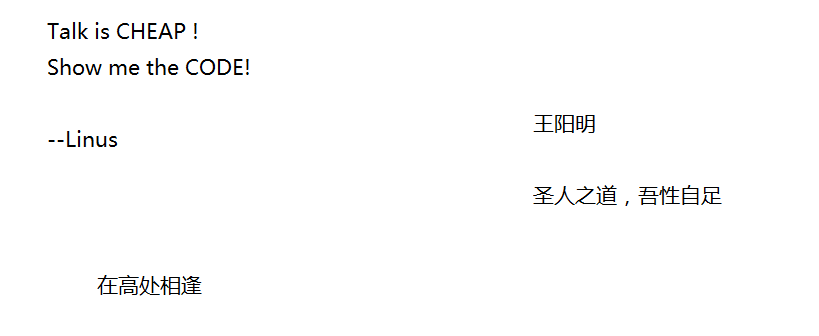 Talk is CHEAP !
Show me the CODE!
--Linus
王阳明
圣人之道，吾性自足
在高处相逢